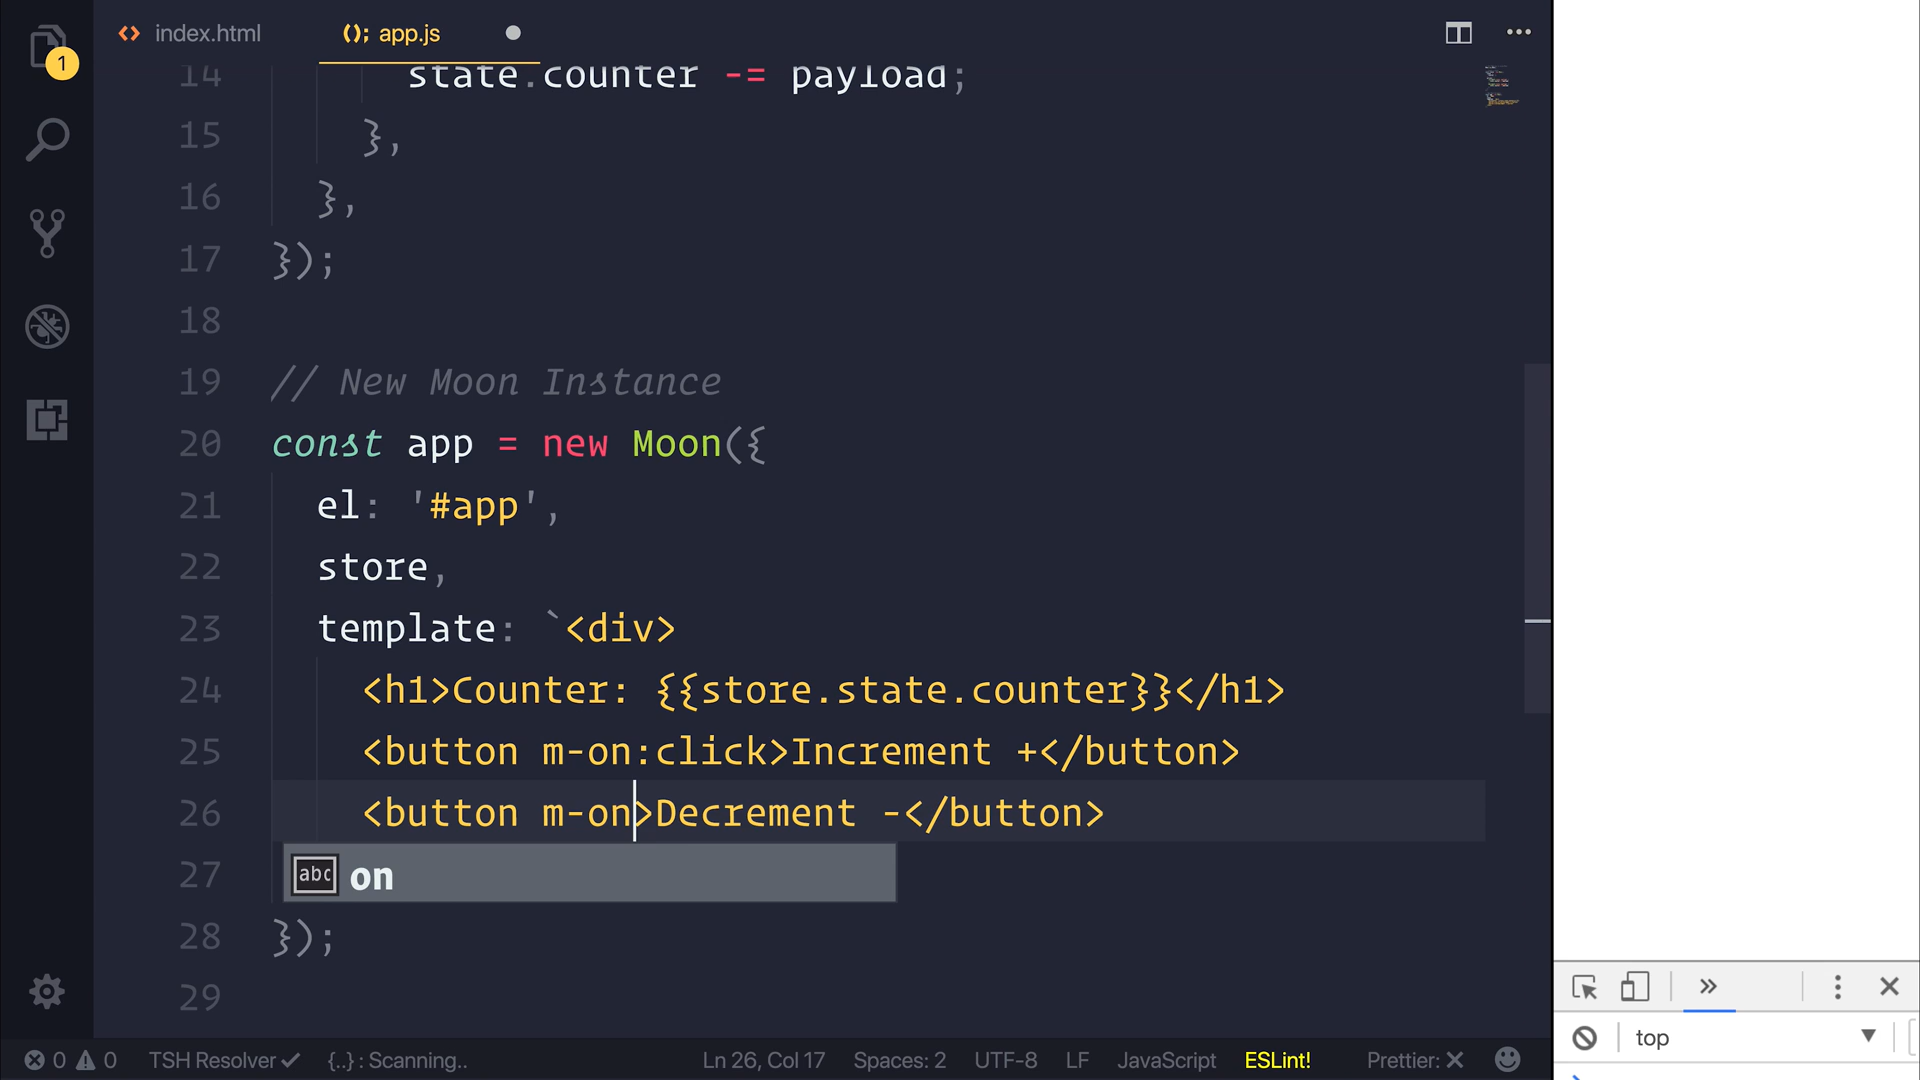 index.html
(); app.js
1
14 state.counter -= payload;
15 },
16 },
17 });
18
19 // New Moon Instance
20 const app = new Moon({
21 el: '#app',
22 store,
23 template: `<div>
24 <h1>Counter: {{store.state.counter}}</h1>
25 <button m-on:click>Increment +</button>
26 <button m-on>Decrement -</button>
27
abc on
28 });
29
0 0 TSH Resolver {..} : Scanning.. Ln 26, Col 17 Spaces: 2 UTF-8 LF JavaScript ESLint! Prettier: ✕
top